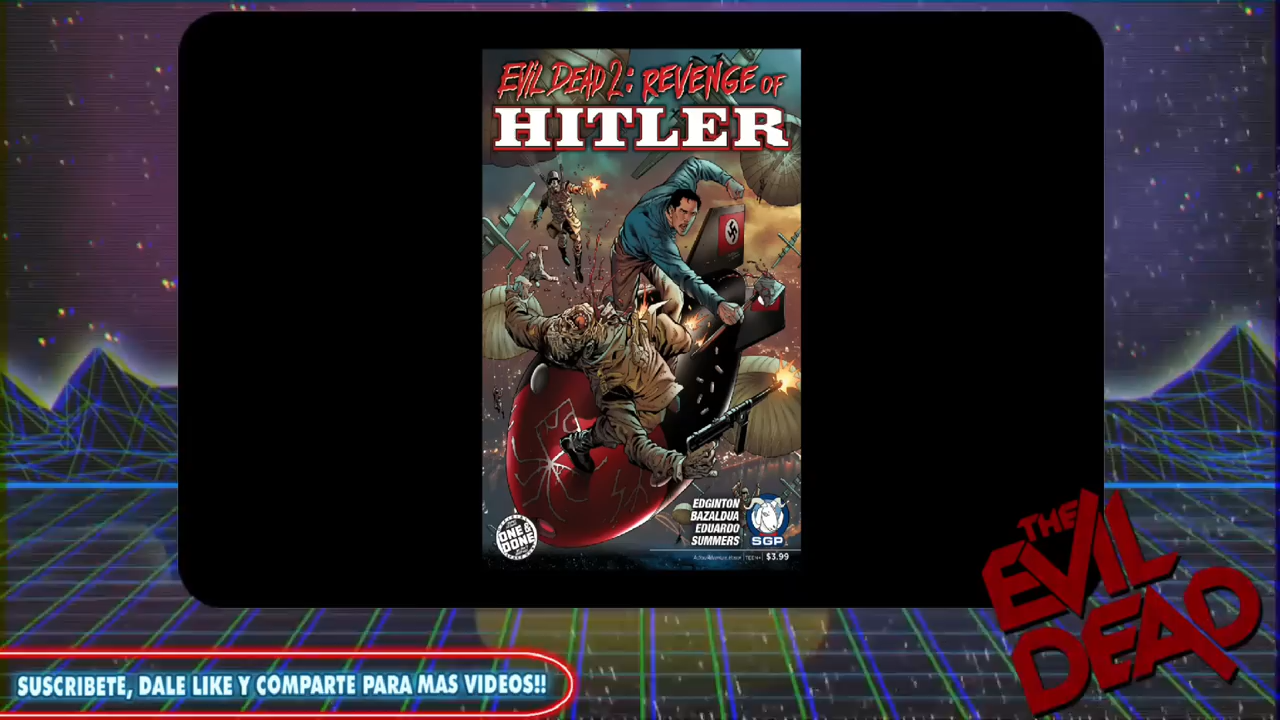 EVIL DEAD 2: REVENGE OF
HITLER
EDGINTON
BAZALDUA
EDUARDO
SUMMERS
SGP
ONE &
DONE
TEEN+ $3.99
THE
EVIL
DEAD
SUSCRIBETE, DALE LIKE Y COMPARTE PARA MAS VIDEOS!!